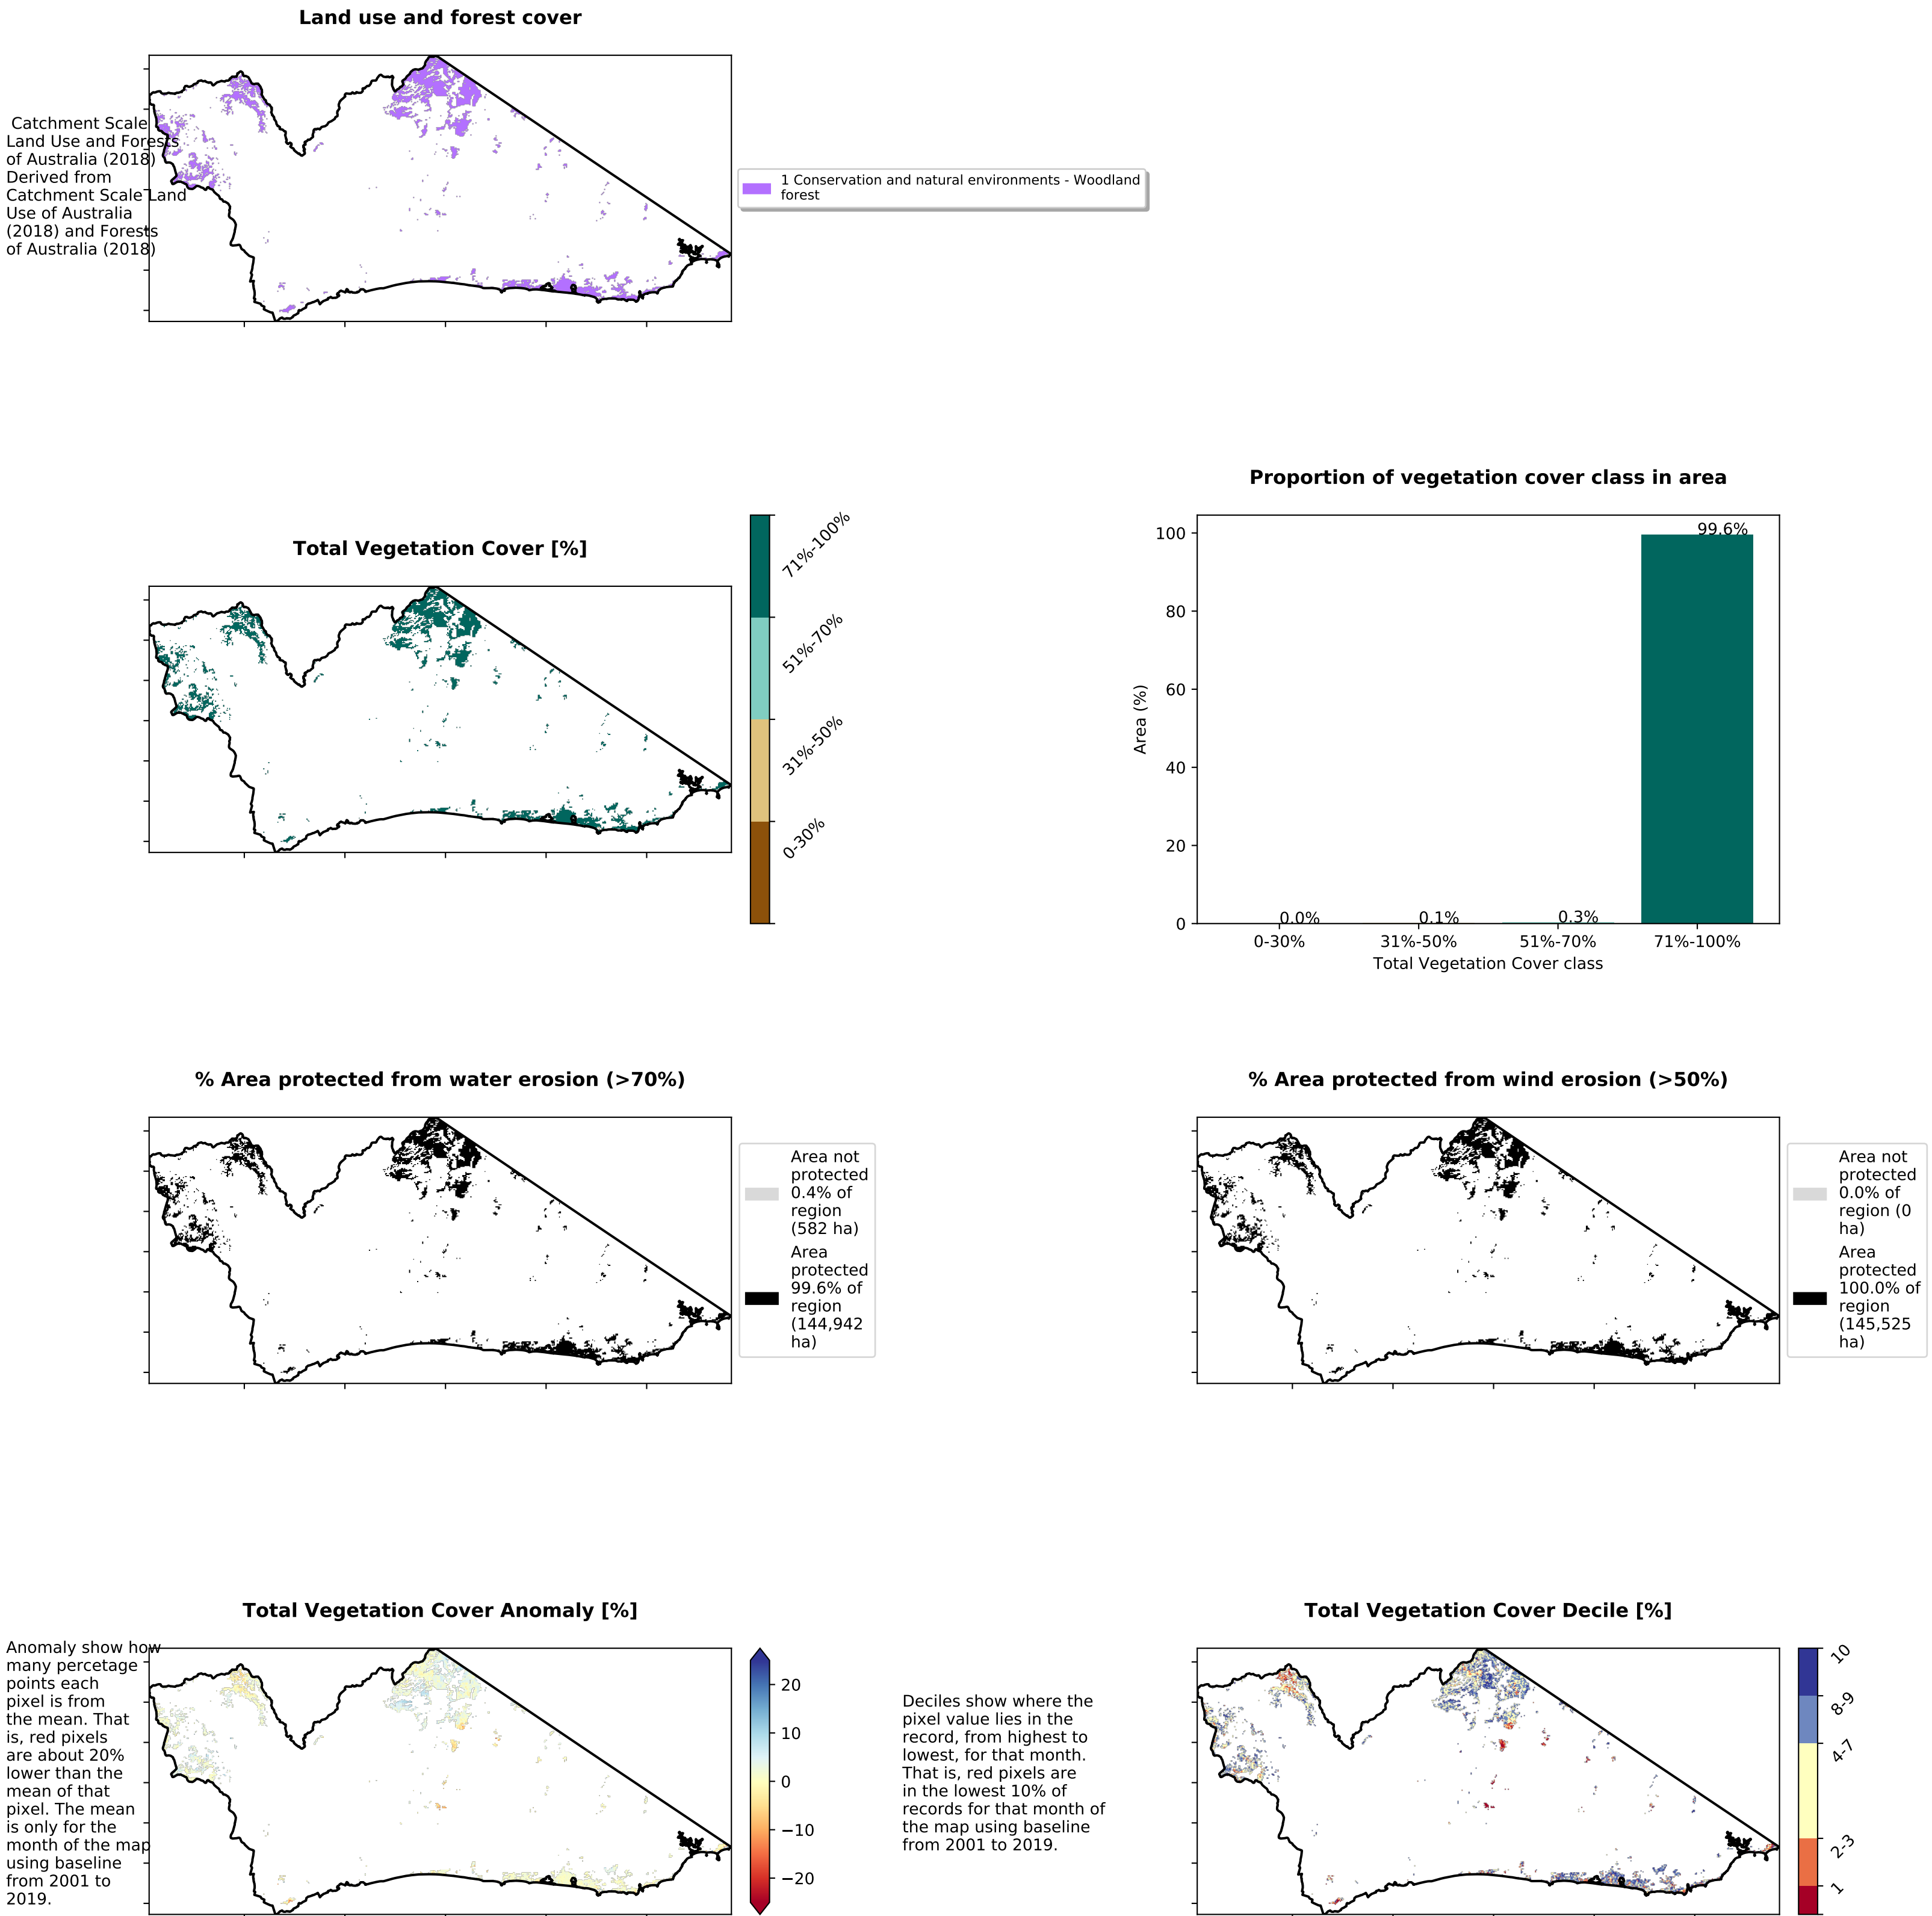 Land use and forest cover
Catchment Scale
Land Use and Forests
of Australia (2018)
Derived from
Catchment Scale Land
Use of Australia
(2018) and Forests
of Australia (2018)
1 Conservation and natural environments - Woodland
forest
Total Vegetation Cover [%]
71%-100%
51%-70%
31%-50%
0-30%
Proportion of vegetation cover class in area
100
80
60
40
20
0
Area (%)
0.0%
0.1%
0.3%
99.6%
0-30%
31%-50%
51%-70%
71%-100%
Total Vegetation Cover class
% Area protected from water erosion (>70%)
Area not
protected
0.4% of
region
(582 ha)
Area
protected
99.6% of
region
(144,942
ha)
% Area protected from wind erosion (>50%)
Area not
protected
0.0% of
region (0
ha)
Area
protected
100.0% of
region
(145,525
ha)
Total Vegetation Cover Anomaly [%]
Anomaly show how
many percetage
points each
pixel is from
the mean. That
is, red pixels
are about 20%
lower than the
mean of that
pixel. The mean
is only for the
month of the map
using baseline
from 2001 to
2019.
20
10
0
−10
−20
Total Vegetation Cover Decile [%]
Deciles show where the
pixel value lies in the
record, from highest to
lowest, for that month.
That is, red pixels are
in the lowest 10% of
records for that month of
the map using baseline
from 2001 to 2019.
10
8-9
4-7
2-3
1